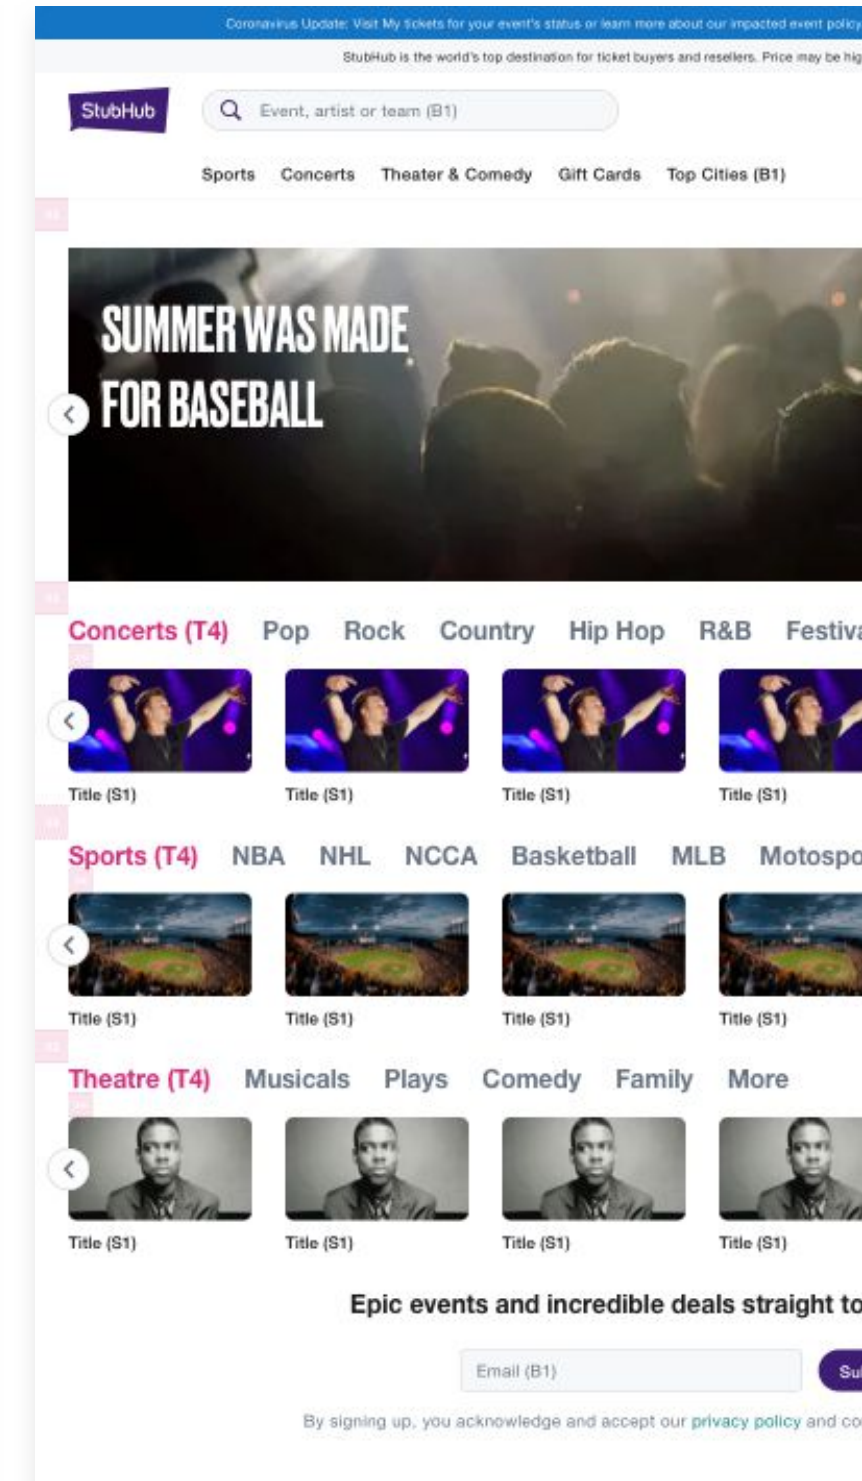 Coronavirus Update: Visit My tickets for your event's status or learn more about our impacted event policy
StubHub is the world's top destination for ticket buyers and resellers. Price may be hig
StubHub
Event, artist or team (B1)
Sports Concerts Theater & Comedy Gift Cards Top Cities (B1)
SUMMER WAS MADE
FOR BASEBALL
Concerts (T4) Pop Rock Country Hip Hop R&B Festiva
Title (S1) Title (S1) Title (S1) Title (S1)
Sports (T4) NBA NHL NCCA Basketball MLB Motospo
Title (S1) Title (S1) Title (S1) Title (S1)
Theatre (T4) Musicals Plays Comedy Family More
Title (S1) Title (S1) Title (S1) Title (S1)
Epic events and incredible deals straight to
Email (B1) Su
By signing up, you acknowledge and accept our privacy policy and co